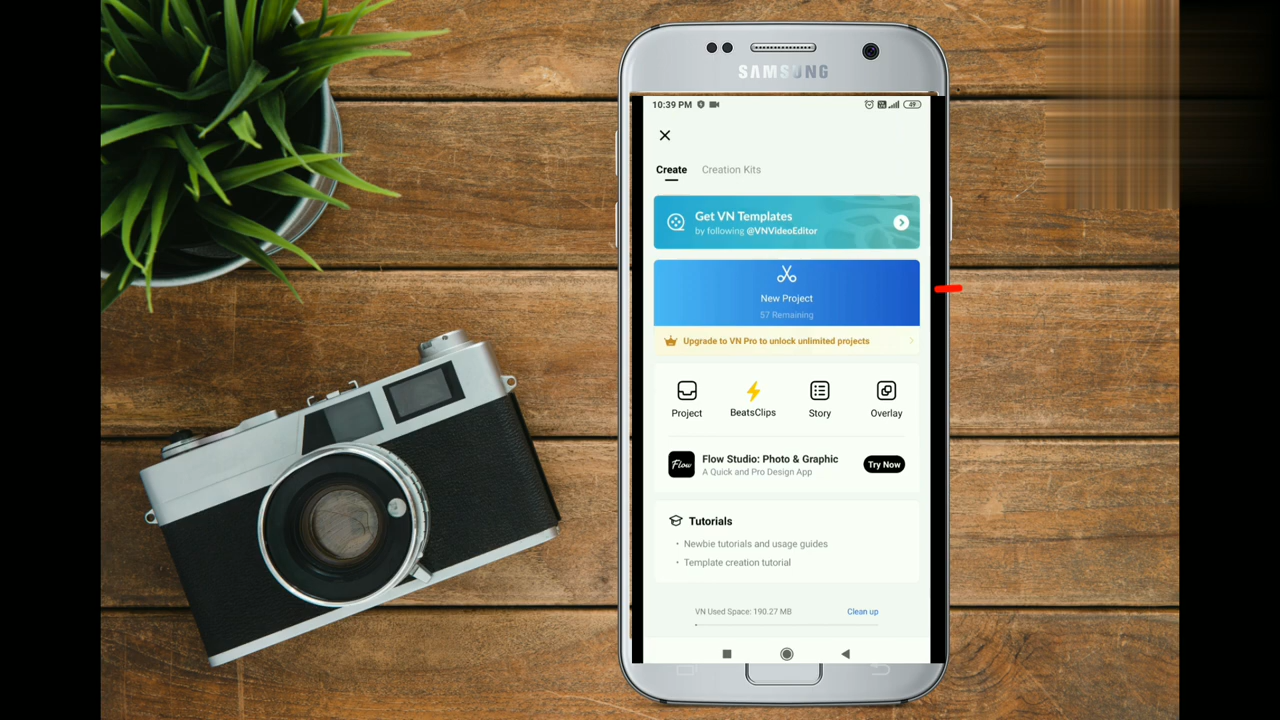 SAMSUNG
10:39 PM
49
Create
Creation Kits
Get VN Templates
by following @VNVideoEditor
New Project
57 Remaining
Upgrade to VN Pro to unlock unlimited projects
Project
BeatsClips
Story
Overlay
Flow
Flow Studio: Photo & Graphic
A Quick and Pro Design App
Try Now
Tutorials
• Newbie tutorials and usage guides
• Template creation tutorial
VN Used Space: 190.27 MB
Clean up